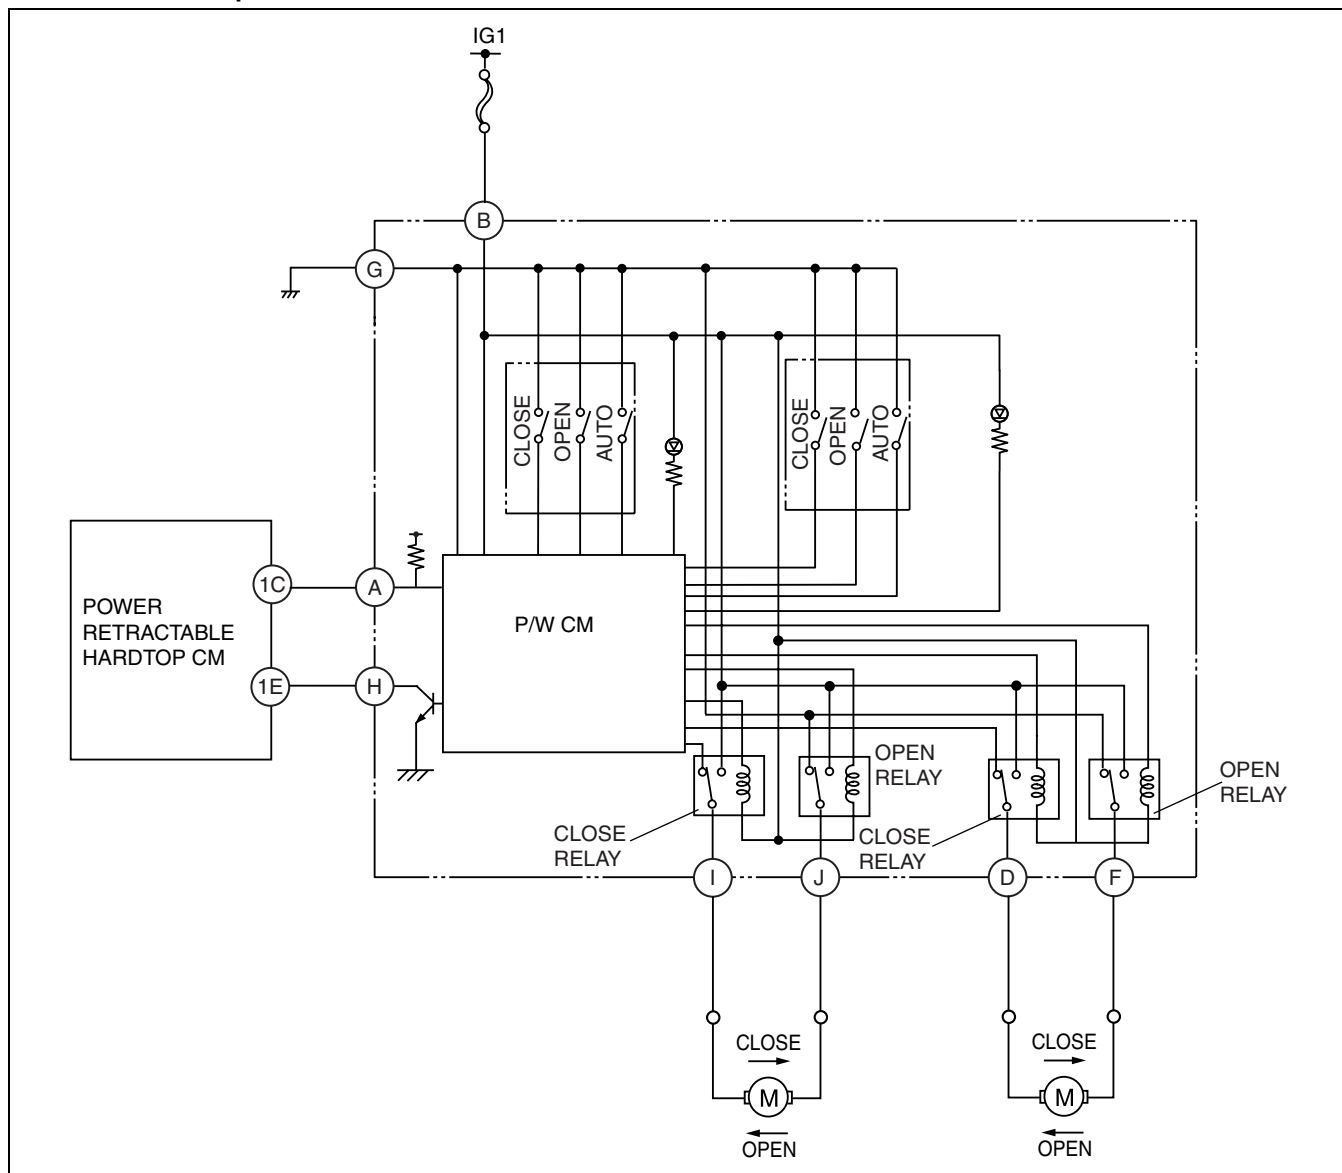 IG1
B
G
CLOSE
OPEN
AUTO
CLOSE
OPEN
AUTO
1C
A
POWER
RETRACTABLE
HARDTOP CM
P/W CM
1E
H
OPEN
RELAY
OPEN
RELAY
CLOSE
RELAY
CLOSE
RELAY
I
J
D
F
CLOSE
M
OPEN
CLOSE
M
OPEN